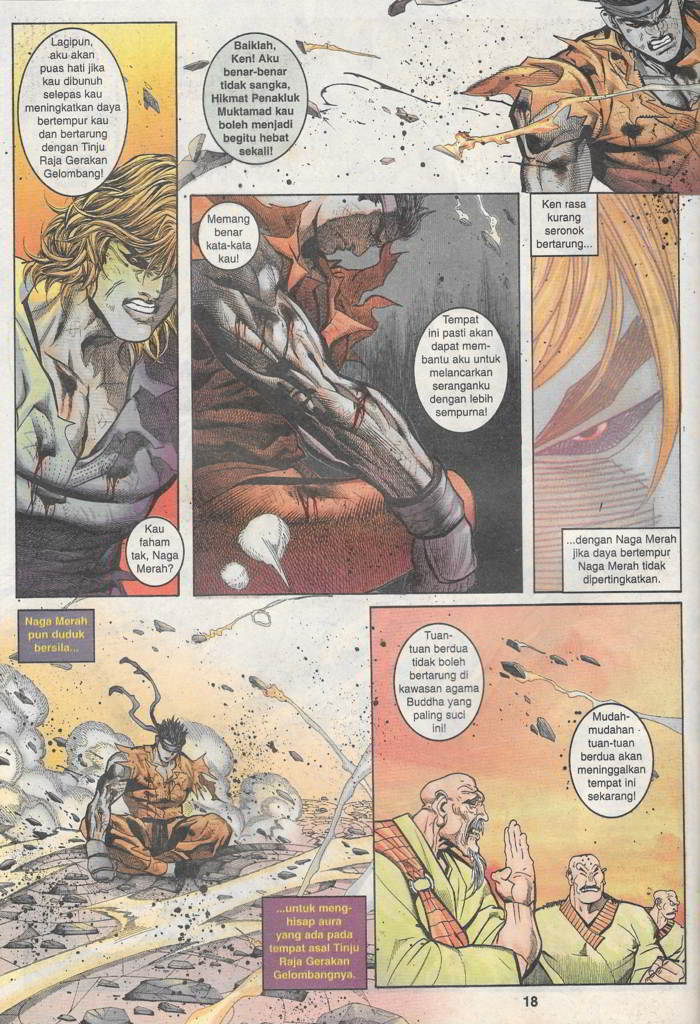 Lagipun,
aku akan
puas hati jika
kau dibunuh
selepas kau
meningkatkan daya
bertempur kau
dan bertarung
dengan Tinju
Raja Gerakan
Gelombang!
Baiklah,
Ken! Aku
benar-benar
tidak sangka,
Hikmat Penakluk
Muktamad kau
boleh menjadi
begitu hebat
sekali!
Kau
faham
tak, Naga
Merah?
Memang
benar
kata-kata
kau!
Tempat
ini pasti akan
dapat mem-
bantu aku untuk
melancarkan
seranganku
dengan lebih
sempurna!
Ken rasa
kurang
seronok
bertarung...
...dengan Naga Merah
jika daya bertempur
Naga Merah tidak
dipertingkatkan.
Naga Merah
pun duduk
bersila...
...untuk meng-
hisap aura
yang ada pada
tempat asal Tinju
Raja Gerakan
Gelombangnya.
Tuan-
tuan berdua
tidak boleh
bertarung di
kawasan agama
Buddha yang
paling suci
ini!
Mudah-
mudahan
tuan-tuan
berdua akan
meninggalkan
tempat ini
sekarang!
18